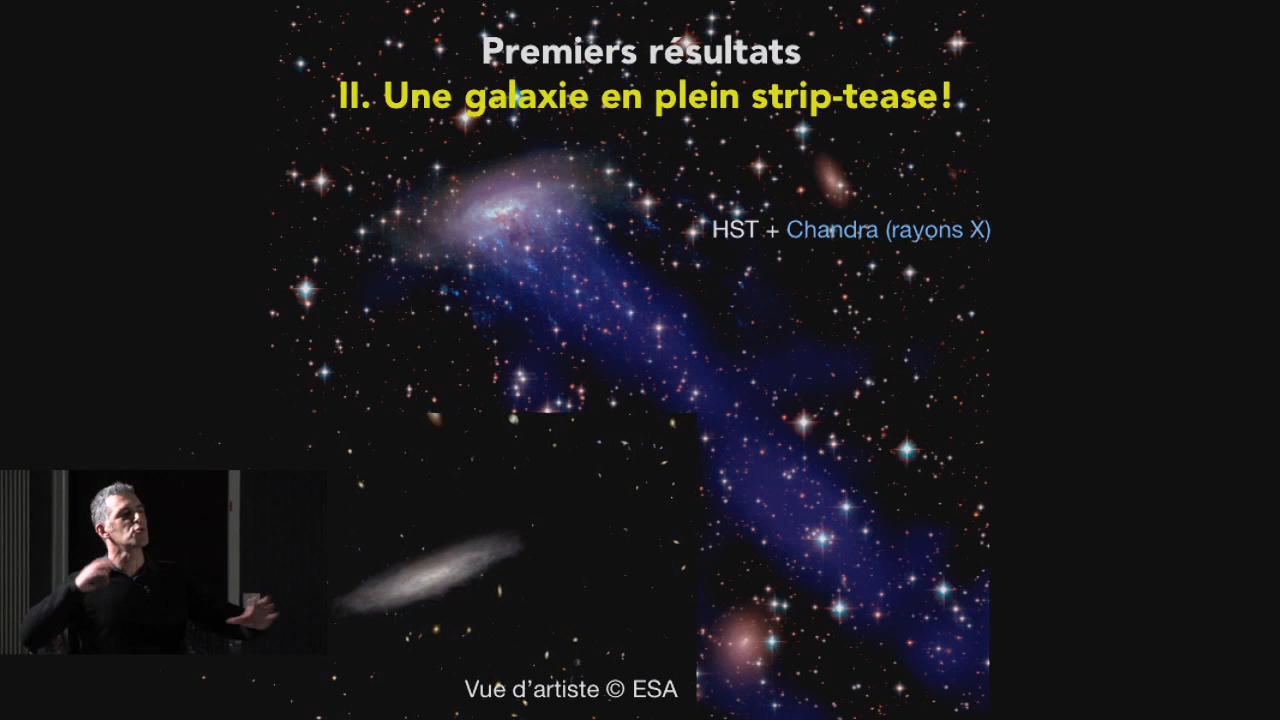 Premiers résultats
II. Une galaxie en plein strip-tease!
HST + Chandra (rayons X)
Vue d’artiste © ESA